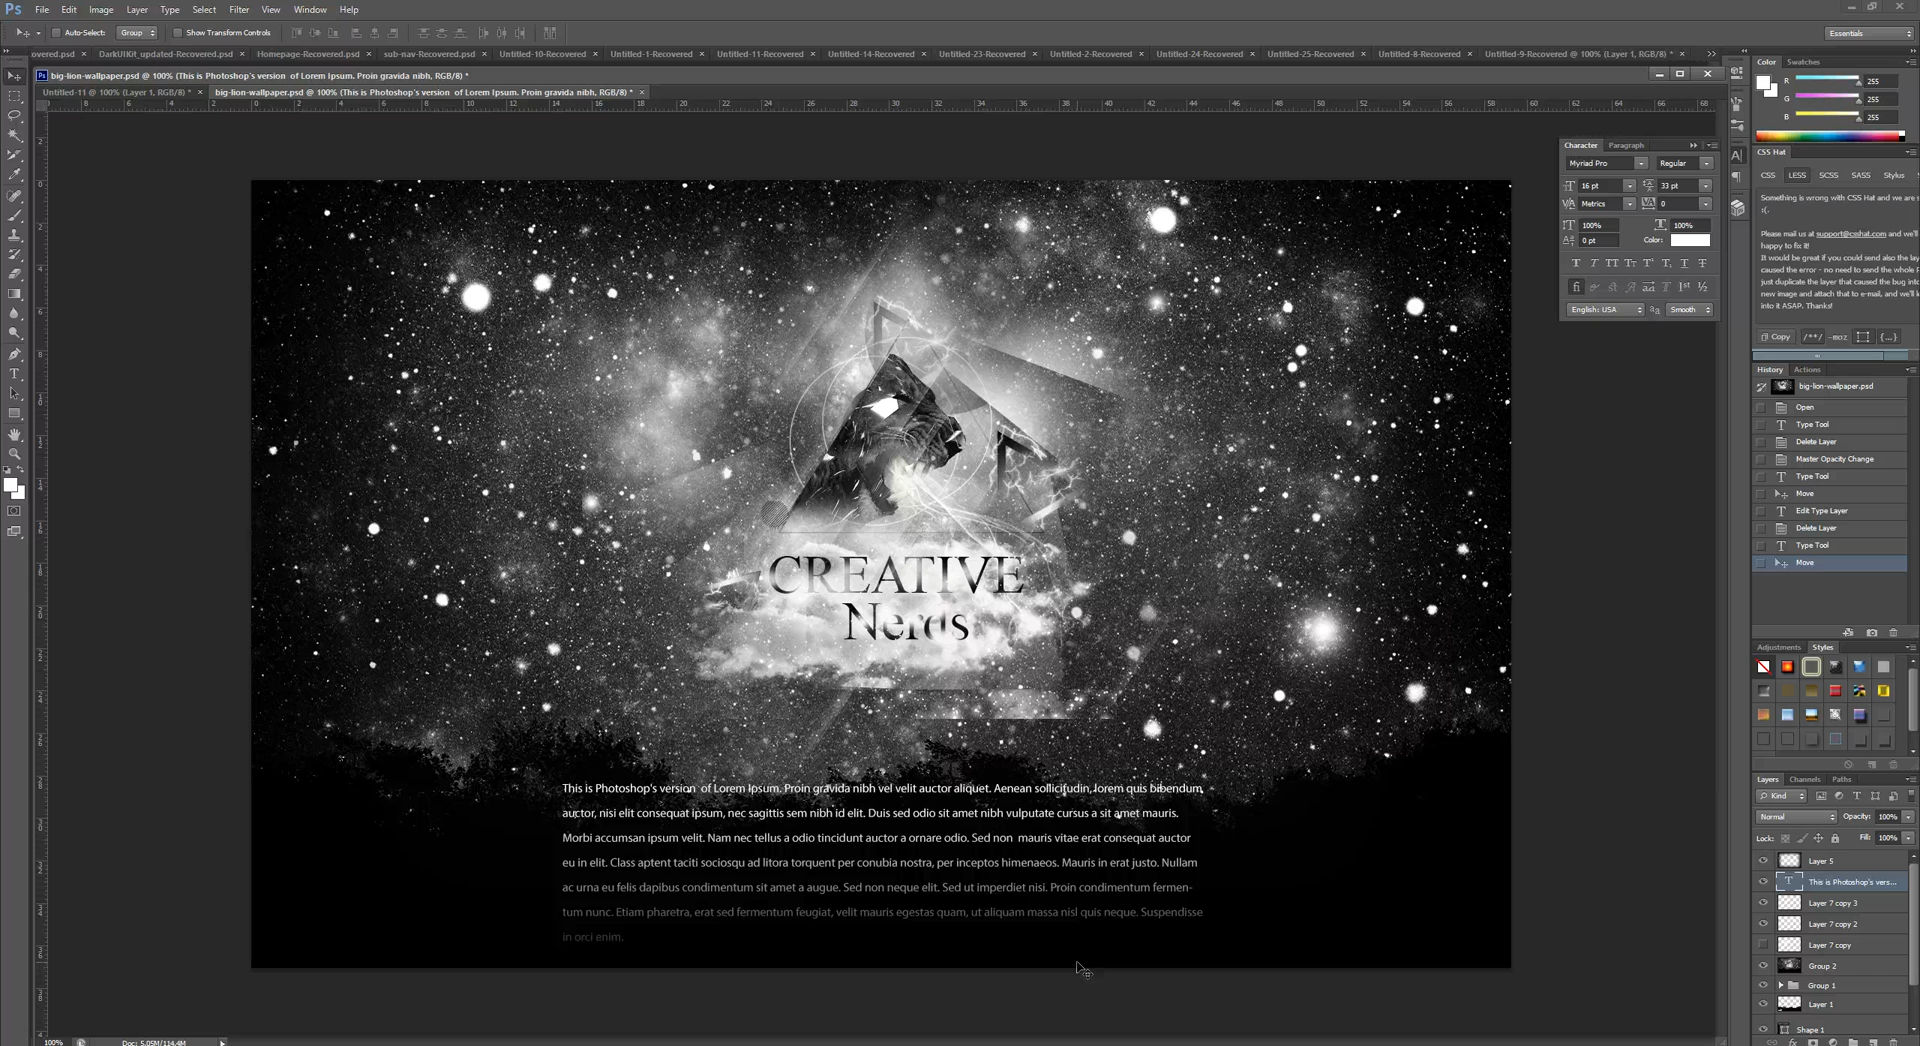 Ps File Edit Image Layer Type Select Filter View Window Help
Auto-Select: Group Show Transform Controls Essentials
overed.psd × DarkUIKit_updated-Recovered.psd × Homepage-Recovered.psd × sub-nav-Recovered.psd × Untitled-10-Recovered × Untitled-1-Recovered × Untitled-11-Recovered × Untitled-14-Recovered × Untitled-23-Recovered × Untitled-2-Recovered × Untitled-24-Recovered × Untitled-25-Recovered × Untitled-8-Recovered × Untitled-9-Recovered @ 100% (Layer 1, RGB/8) * ×
big-lion-wallpaper.psd @ 100% (This is Photoshop's version of Lorem Ipsum. Proin gravida nibh, RGB/8) *
Untitled-11 @ 100% (Layer 1, RGB/8) * × big-lion-wallpaper.psd @ 100% (This is Photoshop's version of Lorem Ipsum. Proin gravida nibh, RGB/8) * ×
CREATIVE
Nerds
This is Photoshop's version of Lorem Ipsum. Proin gravida nibh vel velit auctor aliquet. Aenean sollicitudin, lorem quis bibendum
auctor, nisi elit consequat ipsum, nec sagittis sem nibh id elit. Duis sed odio sit amet nibh vulputate cursus a sit amet mauris.
Morbi accumsan ipsum velit. Nam nec tellus a odio tincidunt auctor a ornare odio. Sed non mauris vitae erat consequat auctor
eu in elit. Class aptent taciti sociosqu ad litora torquent per conubia nostra, per inceptos himenaeos. Mauris in erat justo. Nullam
ac urna eu felis dapibus condimentum sit amet a augue. Sed non neque elit. Sed ut imperdiet nisi. Proin condimentum fermen-
tum nunc. Etiam pharetra, erat sed fermentum feugiat, velit mauris egestas quam, ut aliquam massa nisl quis neque. Suspendisse
in orci enim.
Character Paragraph
Myriad Pro Regular
16 pt 33 pt
Metrics 0
100% 100%
0 pt Color:
English: USA Smooth
Color Swatches
R 255
G 255
B 255
CSS Hat
CSS LESS SCSS SASS Stylus
Something is wrong with CSS Hat and we are s
:(.
Please mail us at support@csshat.com and we'll
happy to fix it!
It would be great if you could send also the lay
caused the error - no need to send the whole P
just duplicate the layer that caused the bug into
new image and attach that to e-mail, and we'll l
into it ASAP. Thanks!
Copy /**/ -moz {...}
History Actions
big-lion-wallpaper.psd
Open
Type Tool
Delete Layer
Master Opacity Change
Type Tool
Move
Edit Type Layer
Delete Layer
Type Tool
Move
Adjustments Styles
Layers Channels Paths
Kind
Normal Opacity: 100%
Lock: Fill: 100%
Layer 5
This is Photoshop's vers...
Layer 7 copy 3
Layer 7 copy 2
Layer 7 copy
Group 2
Group 1
Layer 1
Shape 1
100% Doc: 5.05M/114.4M